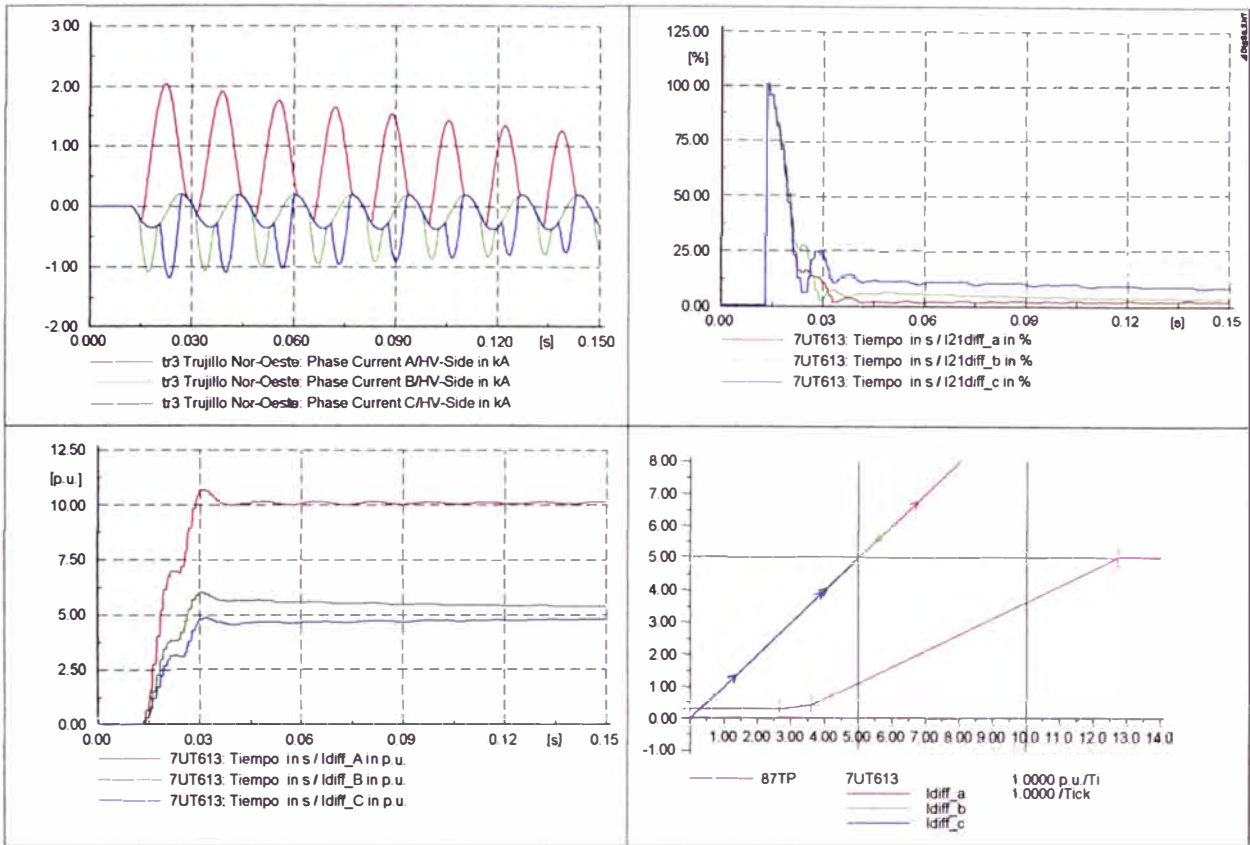 3.00
2.00
1.00
0.00
-1.00
-2.00
0.00 0.030 0.060 0.090 0.120 [s] 0.150
tr3 Trujillo Nor-Oeste: Phase Current A/HV-Side in kA
tr3 Trujillo Nor-Oeste: Phase Current B/HV-Side in kA
tr3 Trujillo Nor-Oeste: Phase Current C/HV-Side in kA
DIgSILENT
125.00
[%]
100.00
75.00
50.00
25.00
0.00
0.00 0.03 0.06 0.09 0.12 [s] 0.15
7UT613: Tiempo in s / I21diff_a in %
7UT613: Tiempo in s / I21diff_b in %
7UT613: Tiempo in s / I21diff_c in %
12.50
[p.u.]
10.00
7.50
5.00
2.50
0.00
0.00 0.03 0.06 0.09 0.12 [s] 0.15
7UT613: Tiempo in s / Idiff_A in p.u.
7UT613: Tiempo in s / Idiff_B in p.u.
7UT613: Tiempo in s / Idiff_C in p.u.
8.00
7.00
6.00
5.00
4.00
3.00
2.00
1.00
0.00
1.00 2.00 3.00 4.00 5.00 6.00 7.00 8.00 9.00 10.0 11.0 12.0 13.0 14.0
-1.00
87TP 7UT613 1.0000 p.u./Ti
Idiff_a 1.0000 /Tick
Idiff_b
Idiff_c